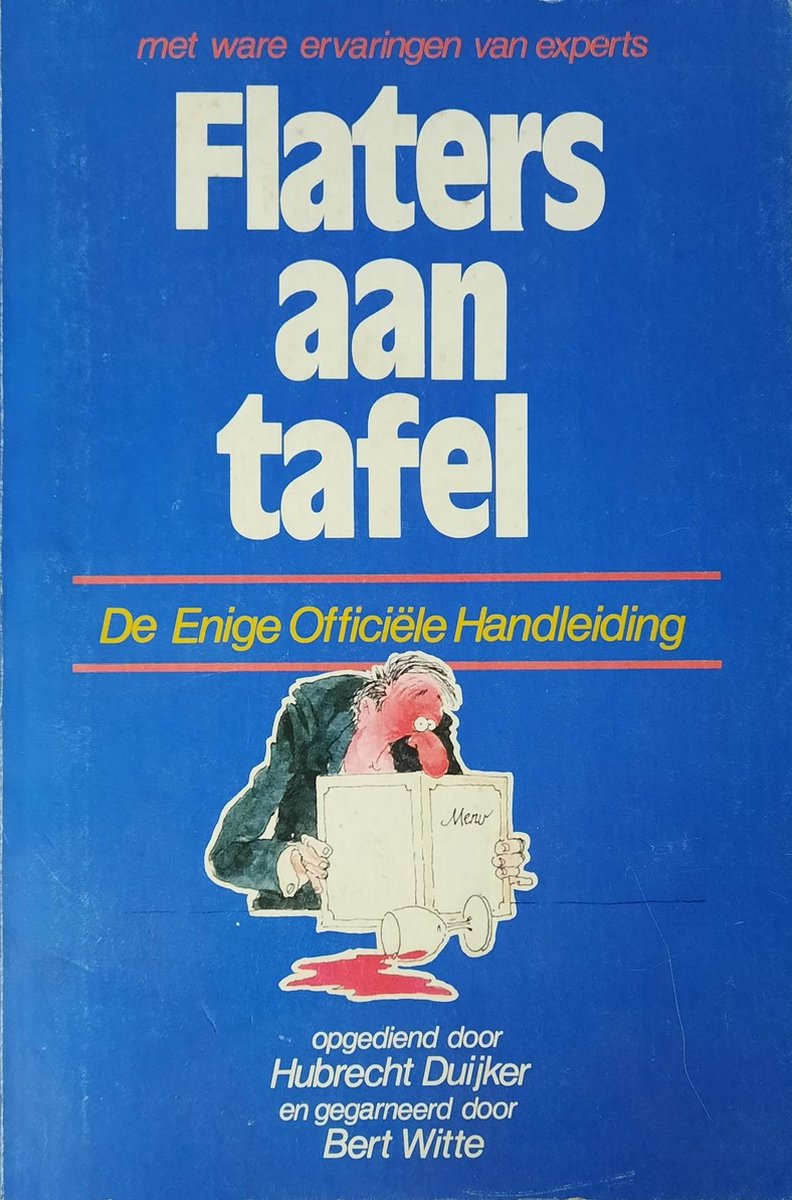 met ware ervaringen van experts
Flaters
aan
tafel
De Enige Officiële Handleiding
Menu
opgediend door
Hubrecht Duijker
en gegarneerd door
Bert Witte